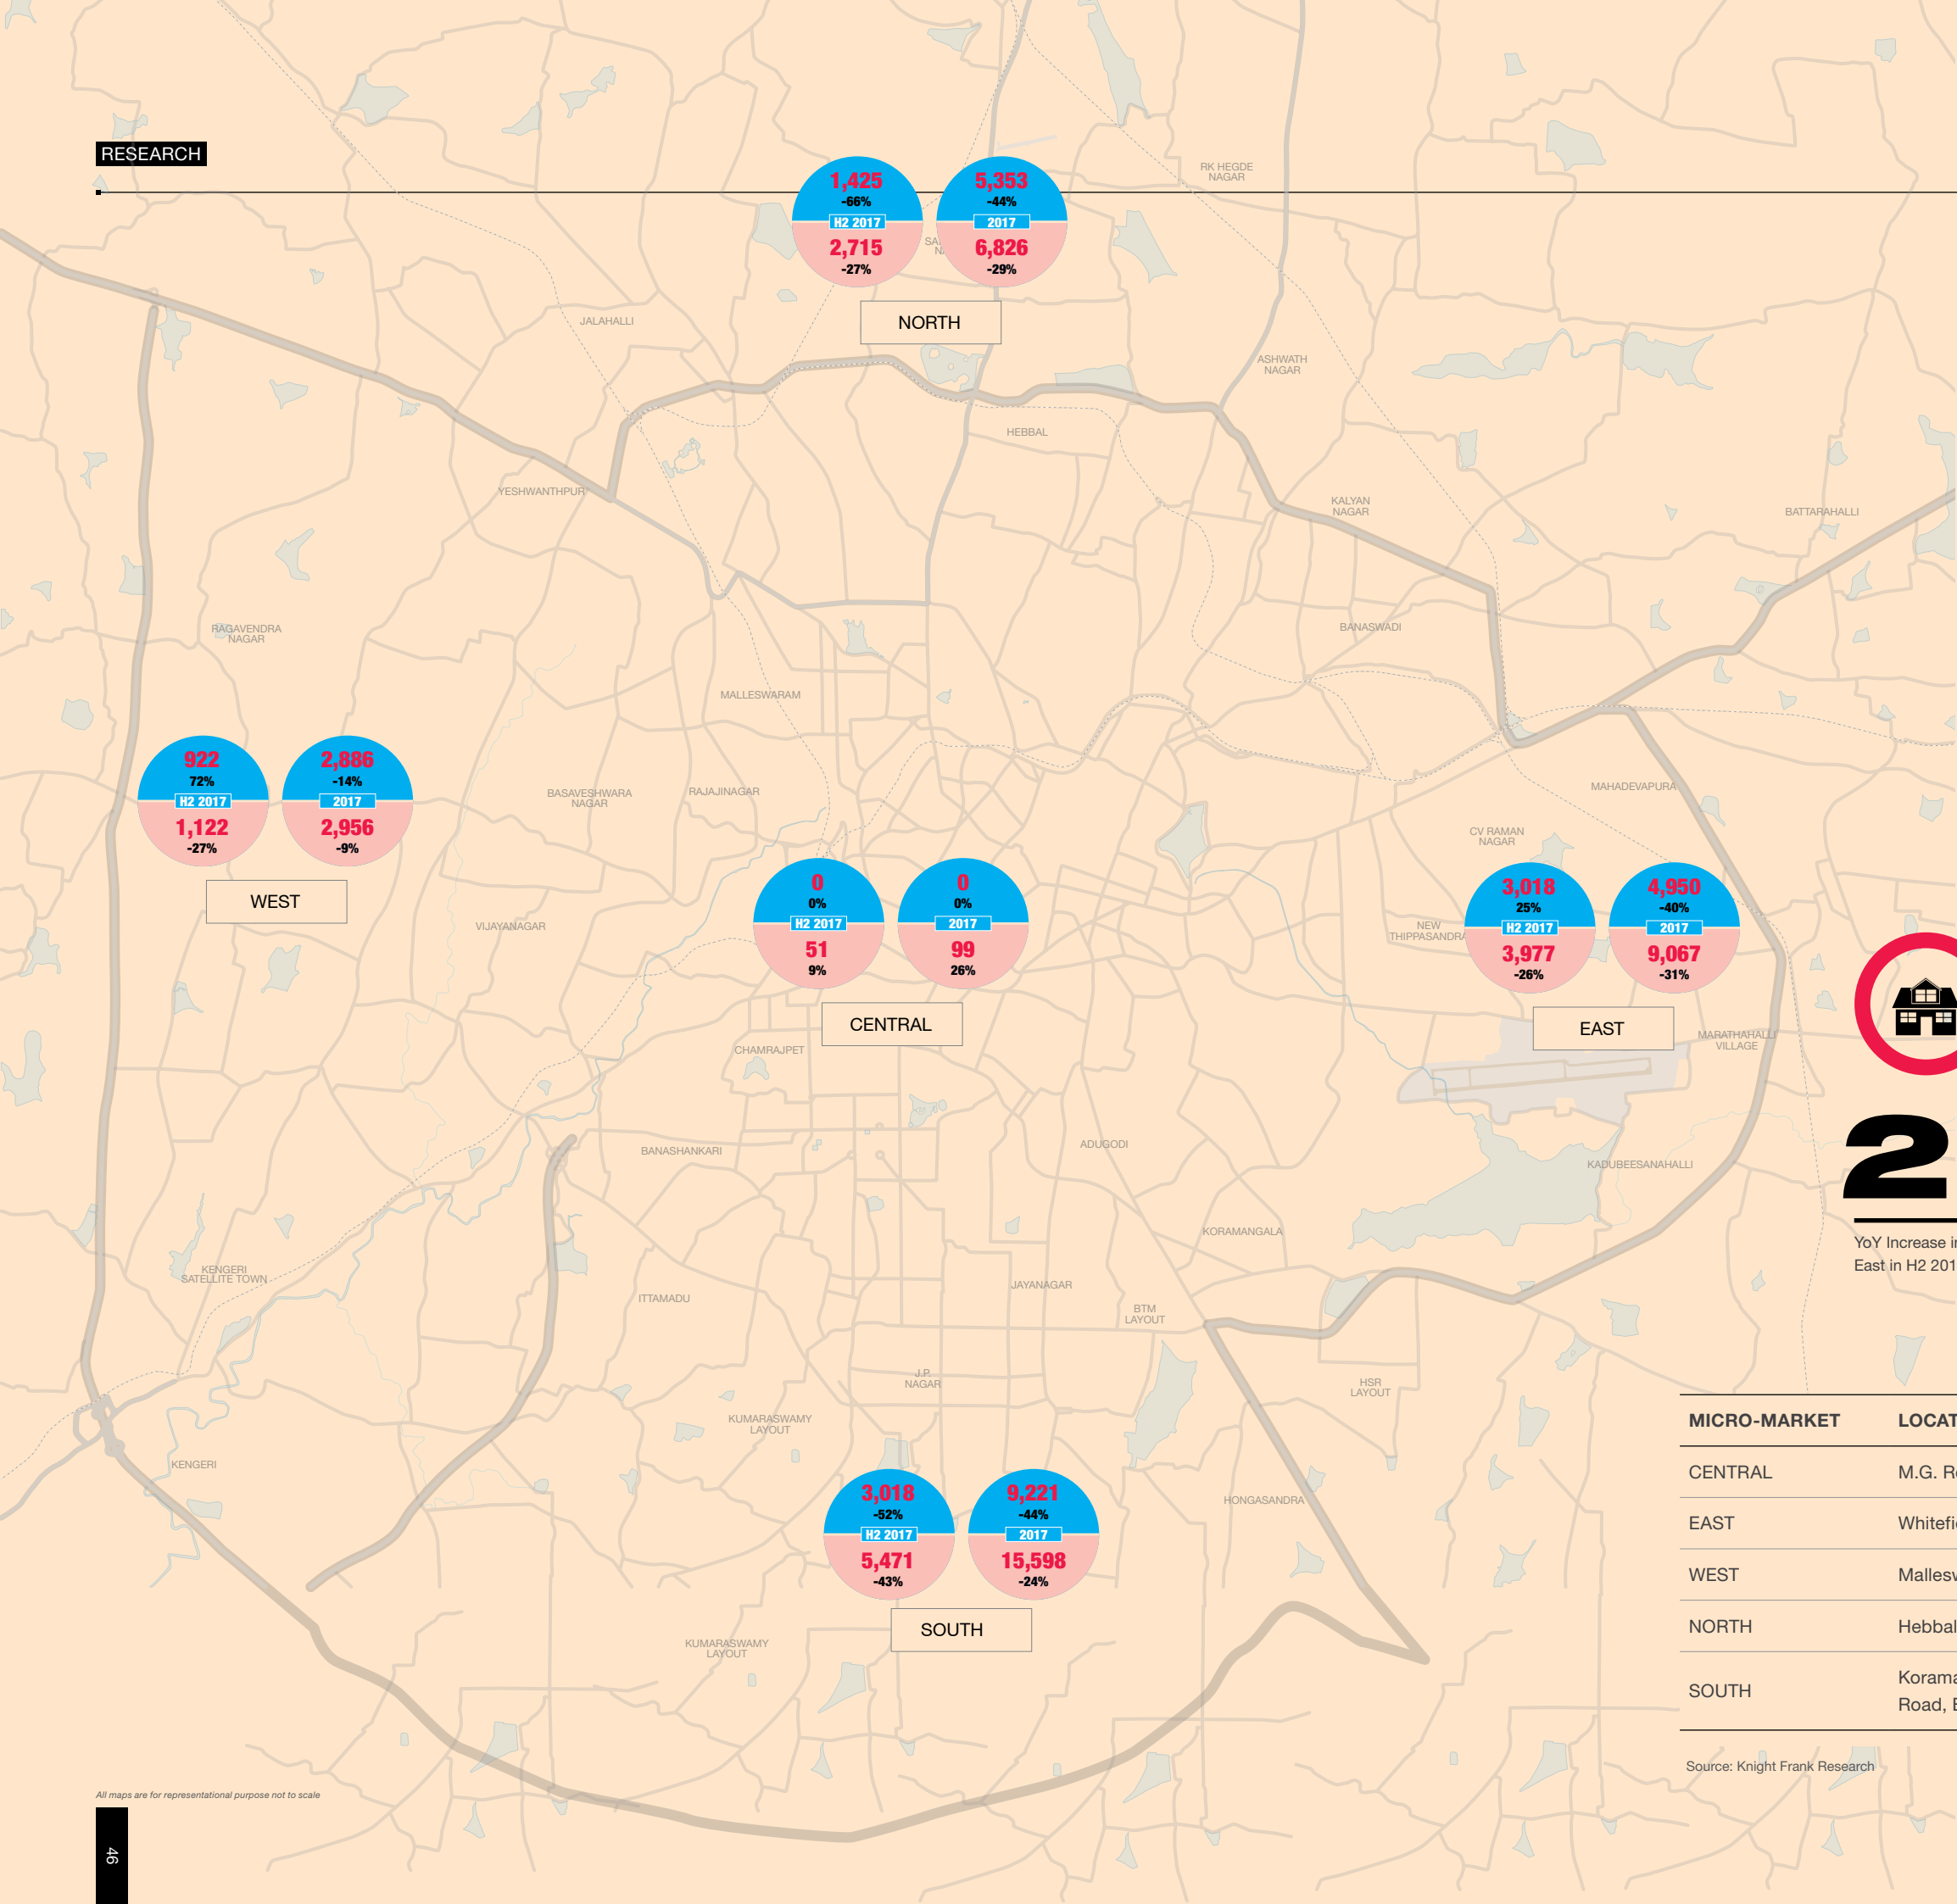 RESEARCH
RK HEGDE
NAGAR
1,425
-66%
H2 2017
2,715
-27%
5,353
-44%
2017
6,826
-29%
NORTH
JALAHALLI
ASHWATH
NAGAR
HEBBAL
YESHWANTHPUR
KALYAN
NAGAR
BATTARAHALLI
RAGAVENDRA
NAGAR
BANASWADI
MALLESWARAM
922
72%
H2 2017
1,122
-27%
2,886
-14%
2017
2,956
-9%
WEST
BASAVESHWARA
NAGAR
RAJAJINAGAR
MAHADEVAPURA
CV RAMAN
NAGAR
VIJAYANAGAR
0
0%
H2 2017
51
9%
0
0%
2017
99
26%
CENTRAL
NEW
THIPPASANDRA
3,018
25%
H2 2017
3,977
-26%
4,950
-40%
2017
9,067
-31%
EAST
MARATHAHALLI
VILLAGE
CHAMRAJPET
BANASHANKARI
ADUGODI
KADUBEESANAHALLI
2
YoY Increase
East in H2 201
KORAMANGALA
KENGERI
SATELLITE TOWN
ITTAMADU
JAYANAGAR
BTM
LAYOUT
J.P.
NAGAR
HSR
LAYOUT
KUMARASWAMY
LAYOUT
KENGERI
HONGASANDRA
3,018
-52%
H2 2017
5,471
-43%
9,221
-44%
2017
15,598
-24%
SOUTH
KUMARASWAMY
LAYOUT
MICRO-MARKET LOCAT
CENTRAL M.G.
EAST Whitefi
WEST Mallesw
NORTH Hebbal
SOUTH Korama
Road,
Source: Knight Frank Research
All maps are for representational purpose not to scale
46